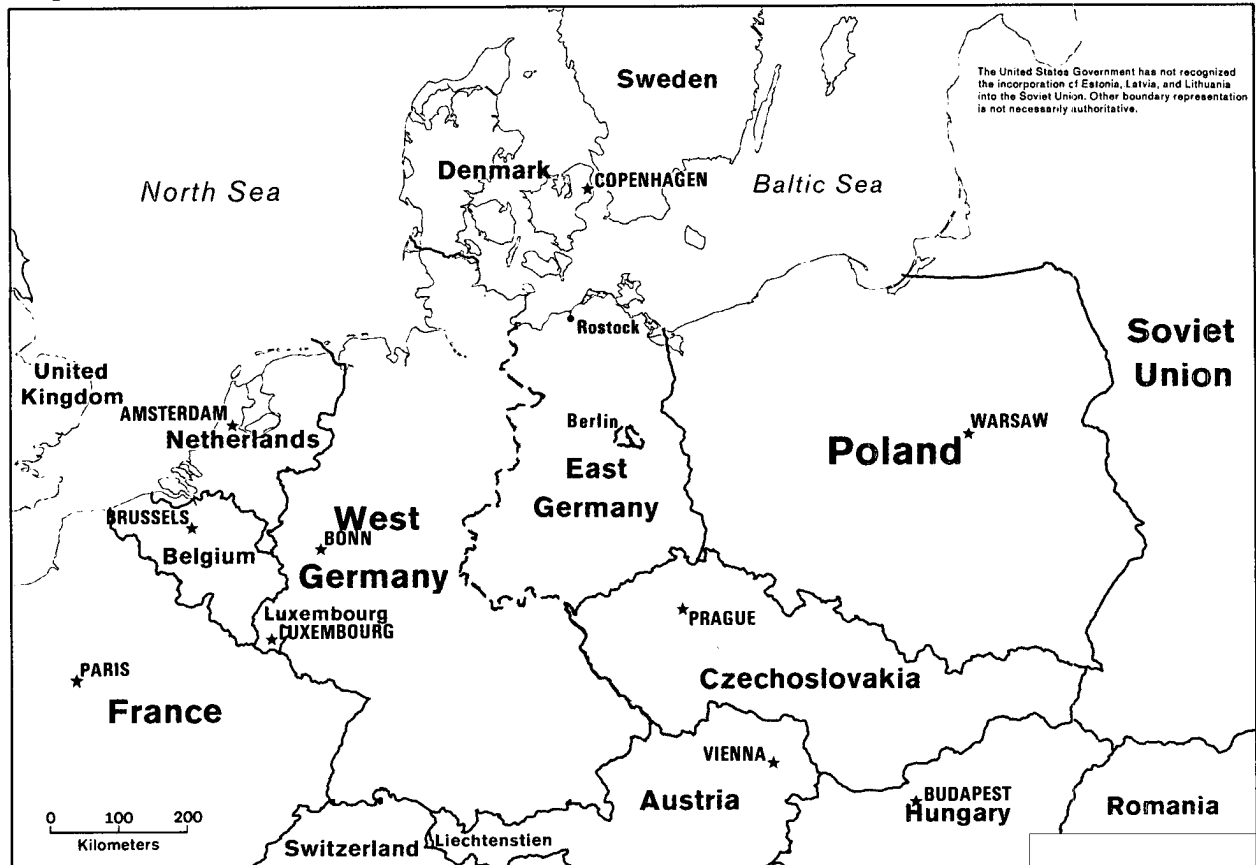 Sweden
The United States Government has not recognized
the incorporation of Estonia, Latvia, and Lithuania
into the Soviet Union. Other boundary representation
is not necessarily authoritative.
Denmark
COPENHAGEN
North Sea
Baltic Sea
Rostock
Soviet
Union
United
Kingdom
AMSTERDAM
Netherlands
Berlin
WARSAW
Poland
East
Germany
BRUSSELS
Belgium
West
BONN
Germany
Luxembourg
LUXEMBOURG
PRAGUE
PARIS
France
Czechoslovakia
VIENNA
Austria
BUDAPEST
Hungary
Romania
0 100 200
Kilometers
Switzerland
Liechtenstien